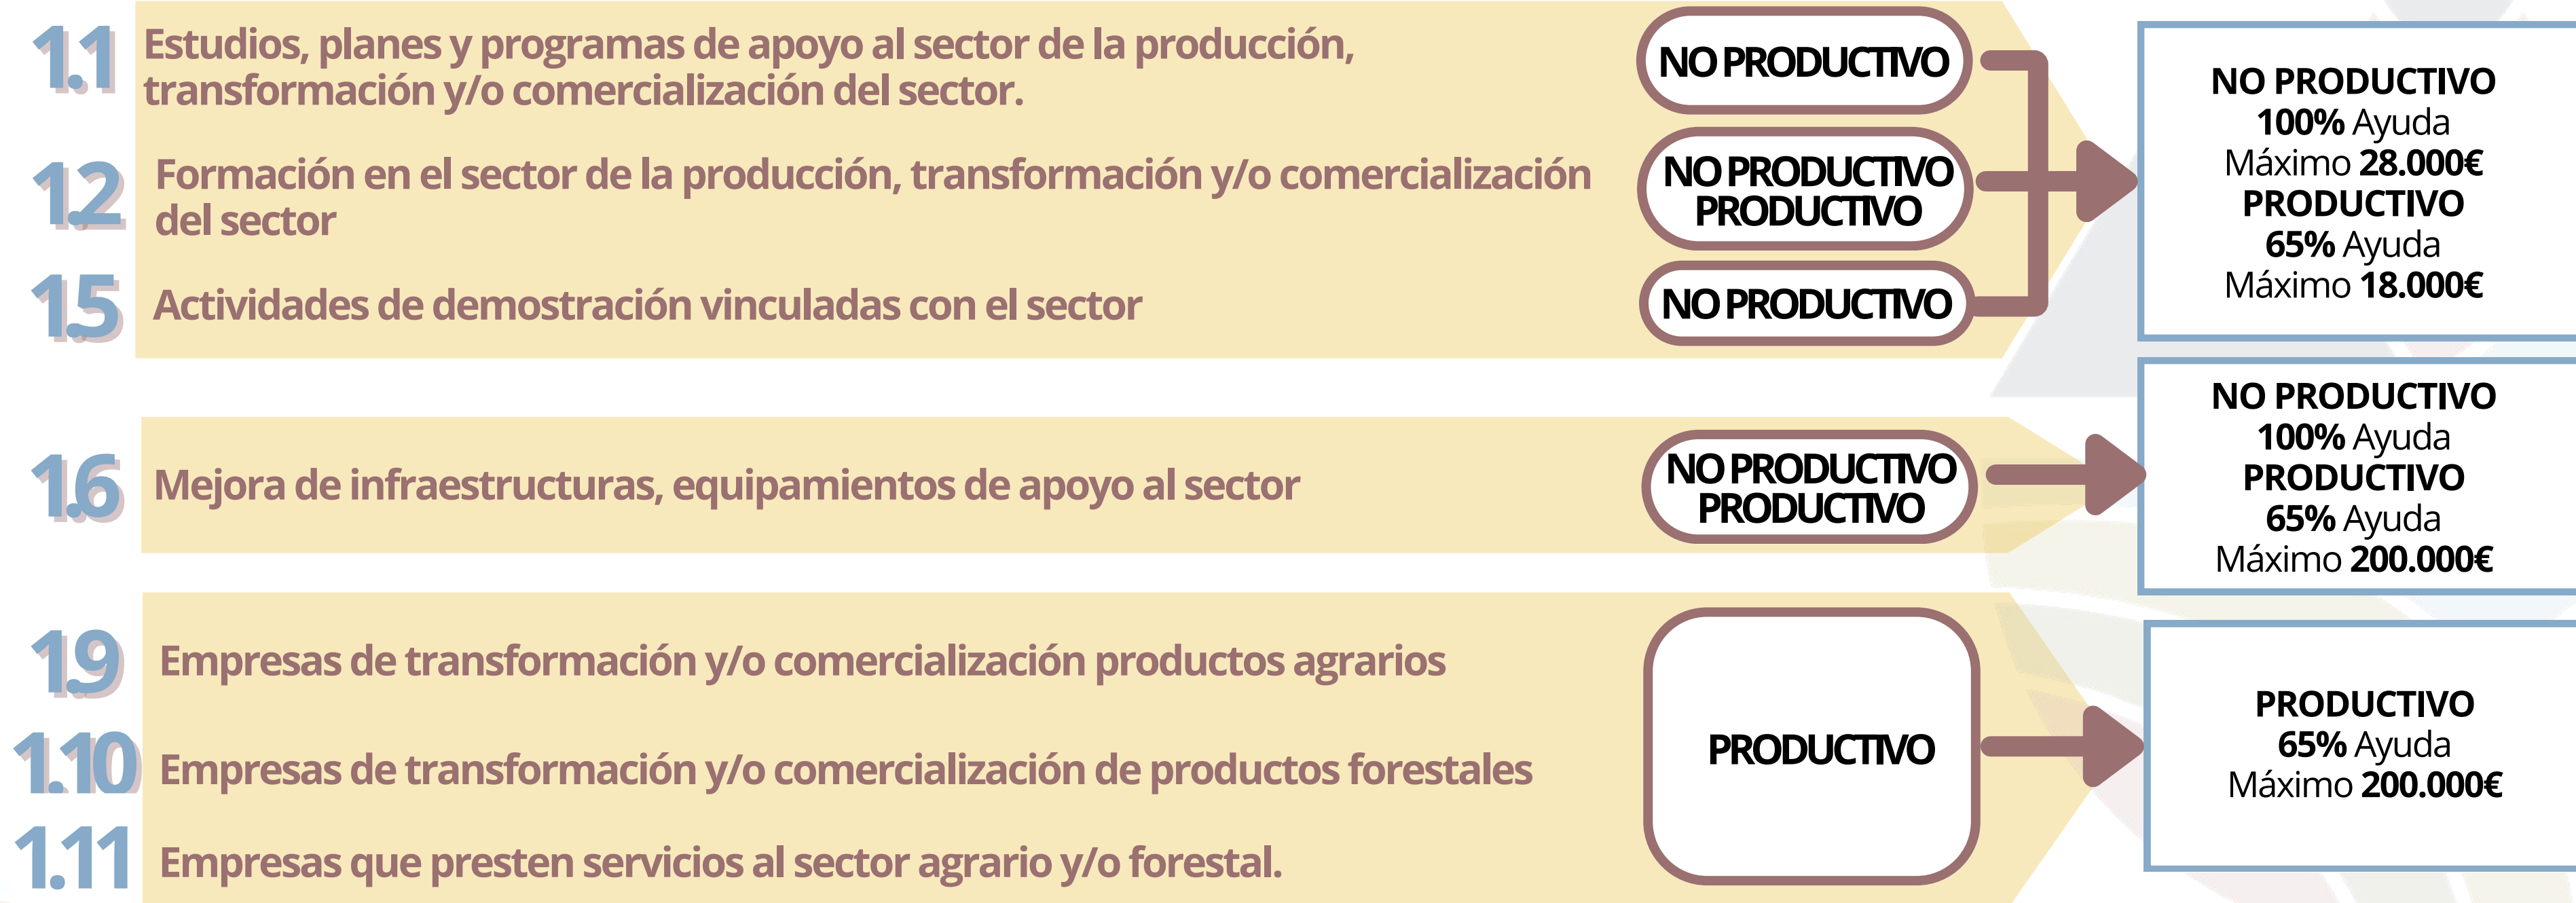 1.1
Estudios, planes y programas de apoyo al sector de la producción,
transformación y/o comercialización del sector.
NO PRODUCTIVO
1.2
Formación en el sector de la producción, transformación y/o comercialización
del sector
NO PRODUCTIVO
PRODUCTIVO
1.5
Actividades de demostración vinculadas con el sector
NO PRODUCTIVO
NO PRODUCTIVO
100% Ayuda
Máximo 28.000€
PRODUCTIVO
65% Ayuda
Máximo 18.000€
1.6
Mejora de infraestructuras, equipamientos de apoyo al sector
NO PRODUCTIVO
PRODUCTIVO
NO PRODUCTIVO
100% Ayuda
PRODUCTIVO
65% Ayuda
Máximo 200.000€
1.9
Empresas de transformación y/o comercialización productos agrarios
1.10
Empresas de transformación y/o comercialización de productos forestales
1.11
Empresas que presten servicios al sector agrario y/o forestal.
PRODUCTIVO
PRODUCTIVO
65% Ayuda
Máximo 200.000€